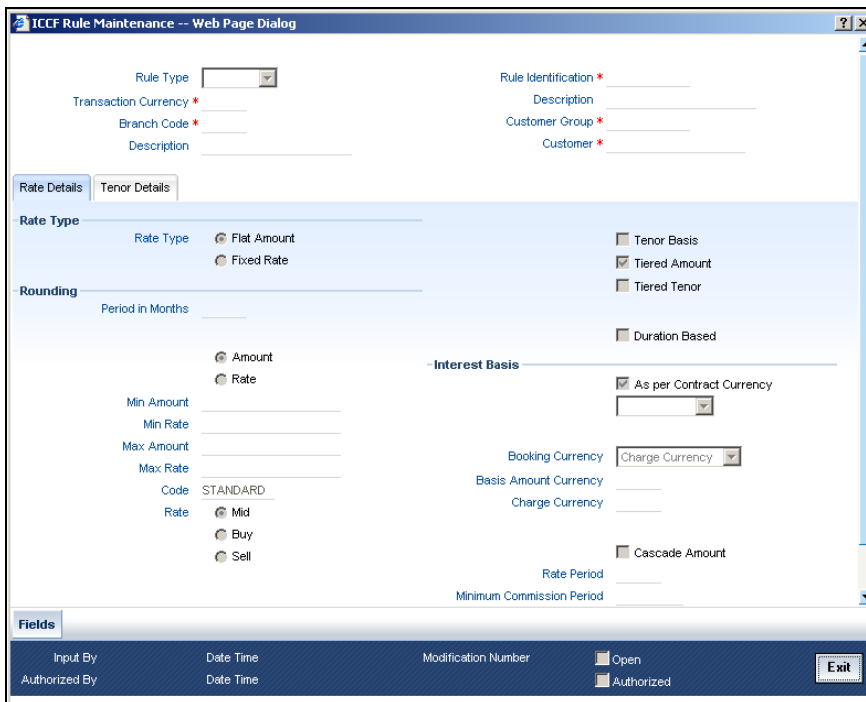 ICCF Rule Maintenance -- Web Page Dialog
Rule Type
Rule Identification *
Transaction Currency *
Description
Branch Code *
Customer Group *
Description
Customer *
Rate Details
Tenor Details
Rate Type
Rate Type
Flat Amount
Tenor Basis
Fixed Rate
Tiered Amount
Tiered Tenor
Rounding
Period in Months
Duration Based
Amount
Interest Basis
Rate
As per Contract Currency
Min Amount
Min Rate
Max Amount
Booking Currency
Charge Currency
Max Rate
Basis Amount Currency
Code
STANDARD
Charge Currency
Rate
Mid
Buy
Sell
Cascade Amount
Rate Period
Minimum Commission Period
Fields
Input By
Date Time
Modification Number
Open
Authorized By
Date Time
Authorized
Exit